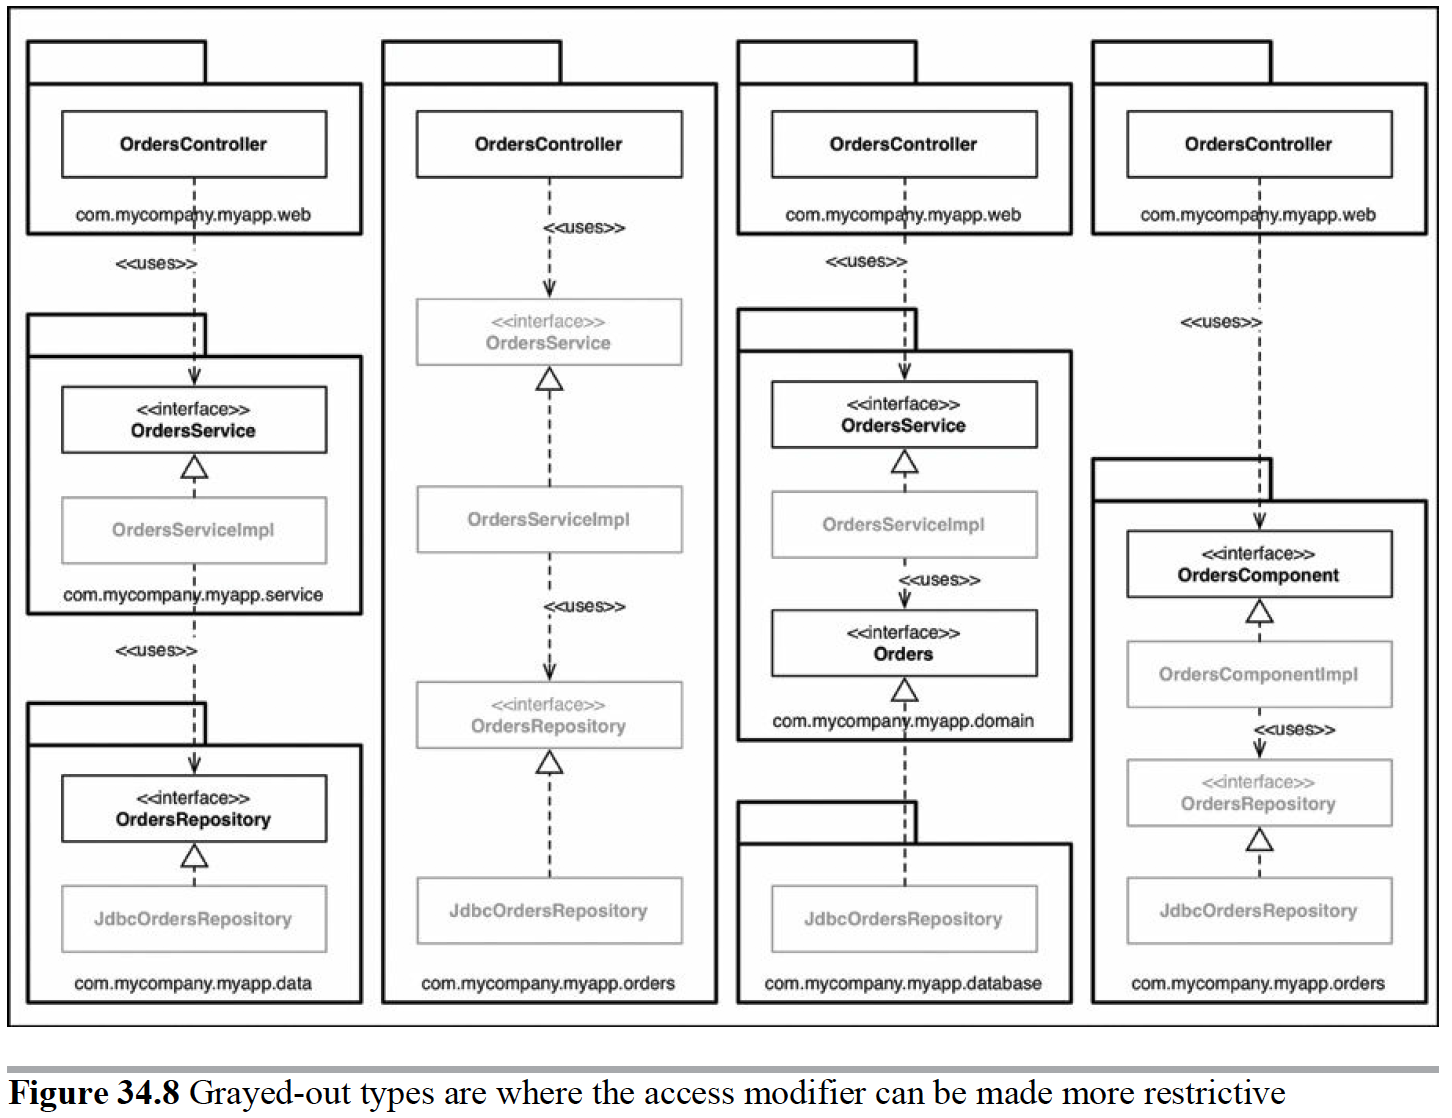 OrdersController
com.mycompany.myapp.web
<<uses>>
<<interface>>
OrdersService
OrdersServiceImpl
com.mycompany.myapp.service
<<uses>>
<<interface>>
OrdersRepository
JdbcOrdersRepository
com.mycompany.myapp.data
OrdersController
<<uses>>
<<interface>>
OrdersService
OrdersServiceImpl
<<uses>>
<<interface>>
OrdersRepository
JdbcOrdersRepository
com.mycompany.myapp.orders
OrdersController
com.mycompany.myapp.web
<<uses>>
<<interface>>
OrdersService
OrdersServiceImpl
<<uses>>
<<interface>>
Orders
com.mycompany.myapp.domain
JdbcOrdersRepository
com.mycompany.myapp.database
OrdersController
com.mycompany.myapp.web
<<uses>>
<<interface>>
OrdersComponent
OrdersComponentImpl
<<uses>>
<<interface>>
OrdersRepository
JdbcOrdersRepository
com.mycompany.myapp.orders
Figure 34.8 Grayed-out types are where the access modifier can be made more restrictive